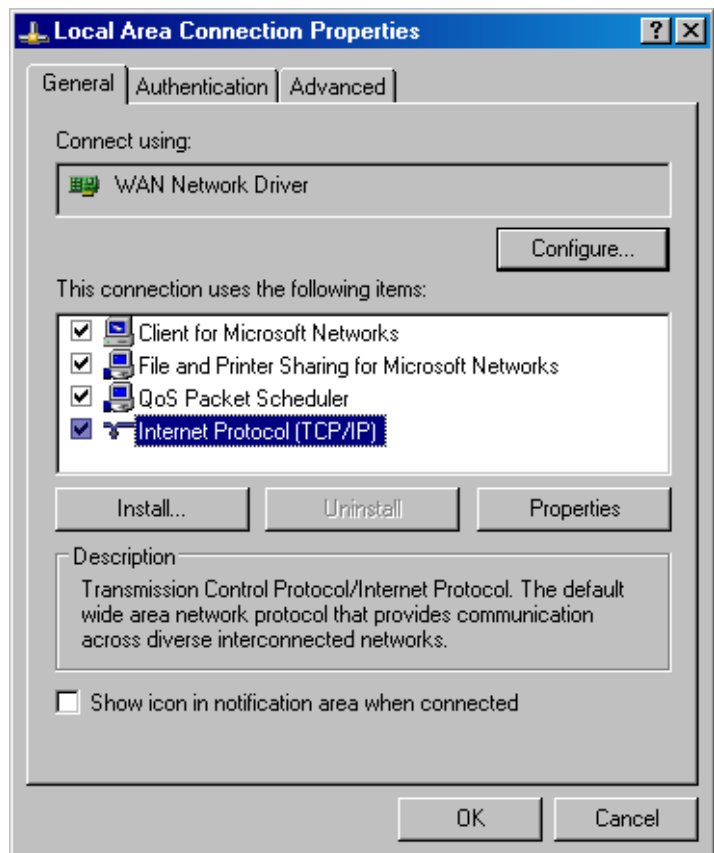 Local Area Connection Properties
General
Authentication
Advanced
Connect using:
WAN Network Driver
Configure...
This connection uses the following items:
Client for Microsoft Networks
File and Printer Sharing for Microsoft Networks
QoS Packet Scheduler
Internet Protocol (TCP/IP)
Install...
Uninstall
Properties
Description
Transmission Control Protocol/Internet Protocol. The default
wide area network protocol that provides communication
across diverse interconnected networks.
Show icon in notification area when connected
OK
Cancel